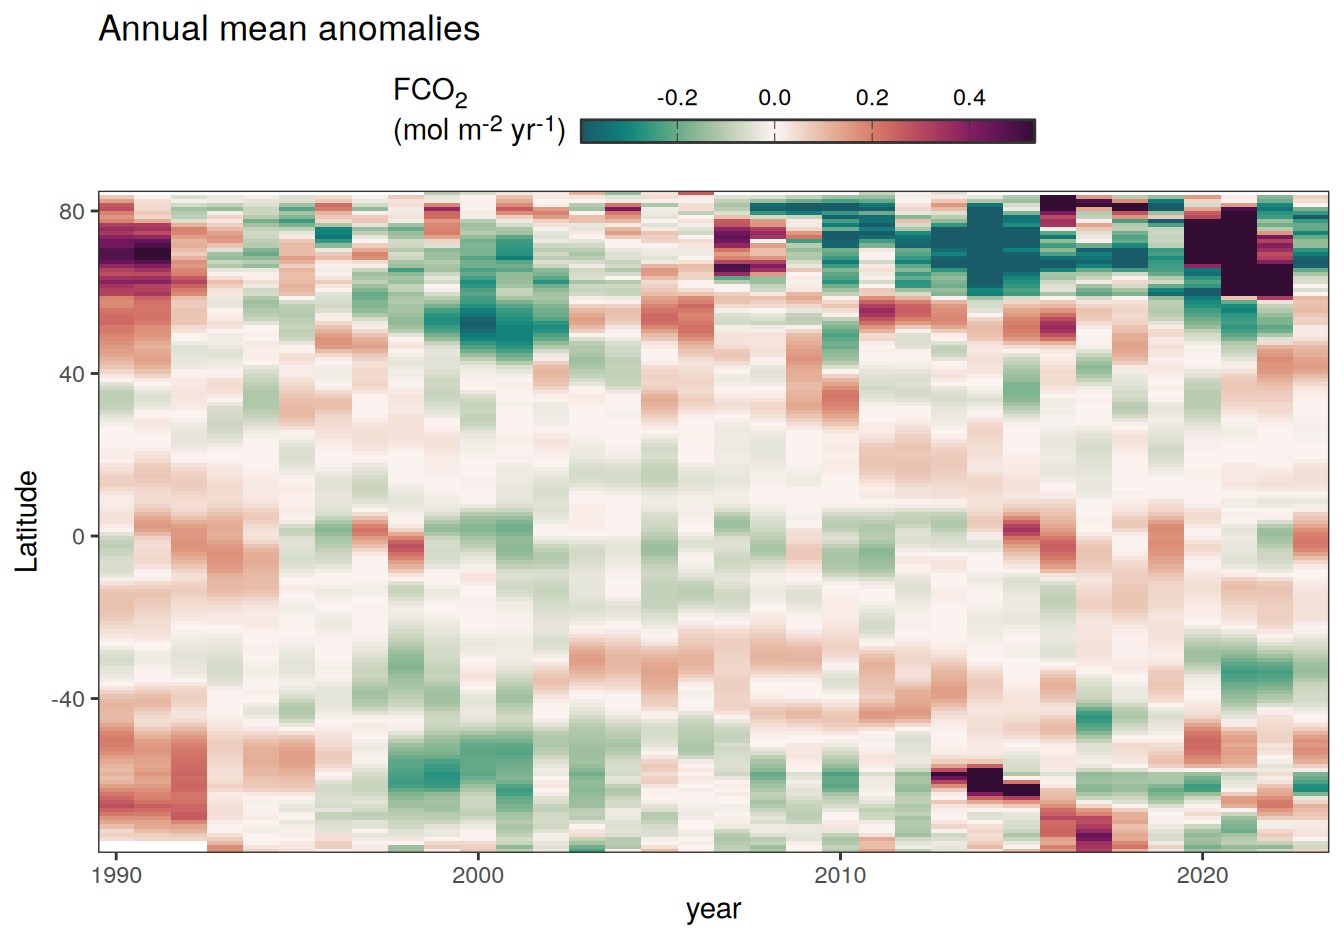 Annual mean anomalies
FCO₂
(mol m⁻² yr⁻¹)
-0.2 0.0 0.2 0.4
80
40
0
-40
Latitude
1990 2000 2010 2020
year